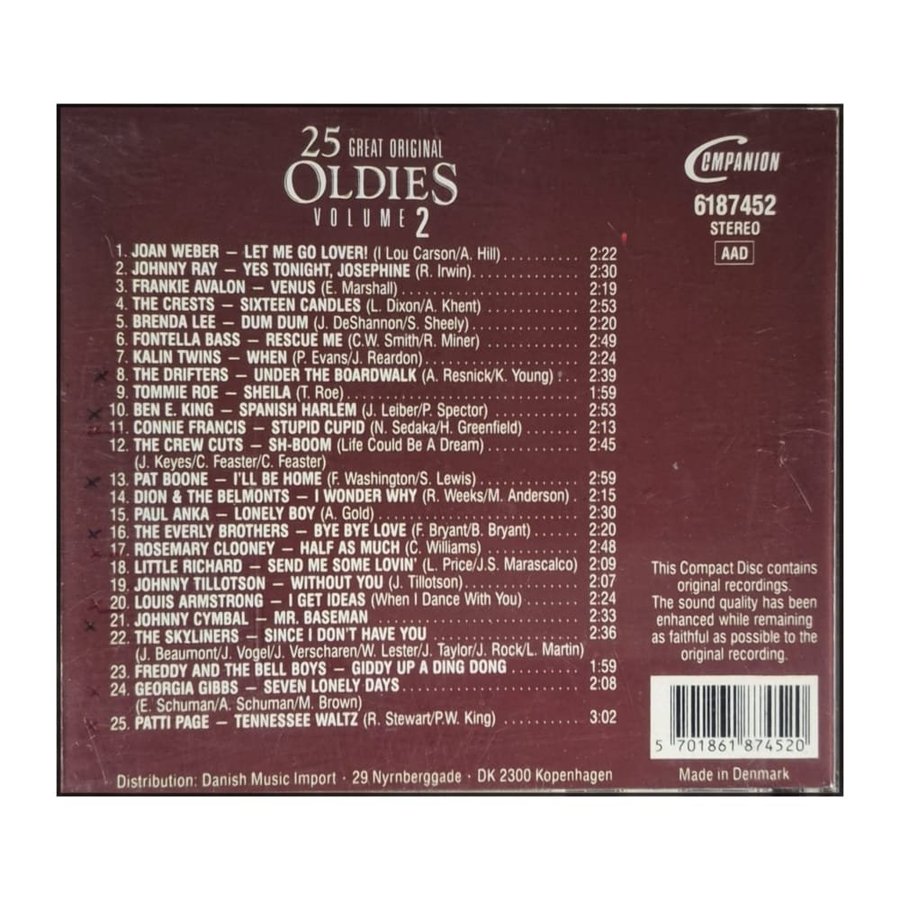 25 GREAT ORIGINAL
OLDIES
VOLUME 2
COMPANION
6187452
STEREO
AAD
1. JOAN WEBER – LET ME GO LOVER! (I Lou Carson/A. Hill) .......... 2:22
2. JOHNNY RAY – YES TONIGHT, JOSEPHINE (R. Irwin) .......... 2:30
3. FRANKIE AVALON – VENUS (E. Marshall) .......... 2:19
4. THE CRESTS – SIXTEEN CANDLES (L. Dixon/A. Khent) .......... 2:53
5. BRENDA LEE – DUM DUM (J. DeShannon/S. Sheely) .......... 2:20
6. FONTELLA BASS – RESCUE ME (C.W. Smith/R. Miner) .......... 2:49
7. KALIN TWINS – WHEN (P. Evans/J. Reardon) .......... 2:24
8. THE DRIFTERS – UNDER THE BOARDWALK (A. Resnick/K. Young) ... 2:39
9. TOMMIE ROE – SHEILA (T. Roe) .......... 1:59
10. BEN E. KING – SPANISH HARLEM (J. Leiber/P. Spector) .......... 2:53
11. CONNIE FRANCIS – STUPID CUPID (N. Sedaka/H. Greenfield) ...... 2:13
12. THE CREW CUTS – SH-BOOM (Life Could Be A Dream) .......... 2:45
(J. Keyes/C. Feaster/C. Feaster)
13. PAT BOONE – I'LL BE HOME (F. Washington/S. Lewis) .......... 2:59
14. DION & THE BELMONTS – I WONDER WHY (R. Weeks/M. Anderson) . 2:15
15. PAUL ANKA – LONELY BOY (A. Gold) .......... 2:30
16. THE EVERLY BROTHERS – BYE BYE LOVE (F. Bryant/B. Bryant) ..... 2:20
17. ROSEMARY CLOONEY – HALF AS MUCH (C. Williams) .......... 2:48
18. LITTLE RICHARD – SEND ME SOME LOVIN' (L. Price/J.S. Marascalco) 2:09
19. JOHNNY TILLOTSON – WITHOUT YOU (J. Tillotson) .......... 2:07
20. LOUIS ARMSTRONG – I GET IDEAS (When I Dance With You) ...... 2:24
21. JOHNNY CYMBAL – MR. BASEMAN .......... 2:33
22. THE SKYLINERS – SINCE I DON'T HAVE YOU .......... 2:36
(J. Beaumont/J. Vogel/J. Verscharen/W. Lester/J. Taylor/J. Rock/L. Martin)
23. FREDDY AND THE BELL BOYS – GIDDY UP A DING DONG .......... 1:59
24. GEORGIA GIBBS – SEVEN LONELY DAYS .......... 2:08
(E. Schuman/A. Schuman/M. Brown)
25. PATTI PAGE – TENNESSEE WALTZ (R. Stewart/P.W. King) .......... 3:02
This Compact Disc contains
original recordings.
The sound quality has been
enhanced while remaining
as faithful as possible to the
original recording.
5 701861 874520
Distribution: Danish Music Import · 29 Nyrnberggade · DK 2300 Kopenhagen
Made in Denmark